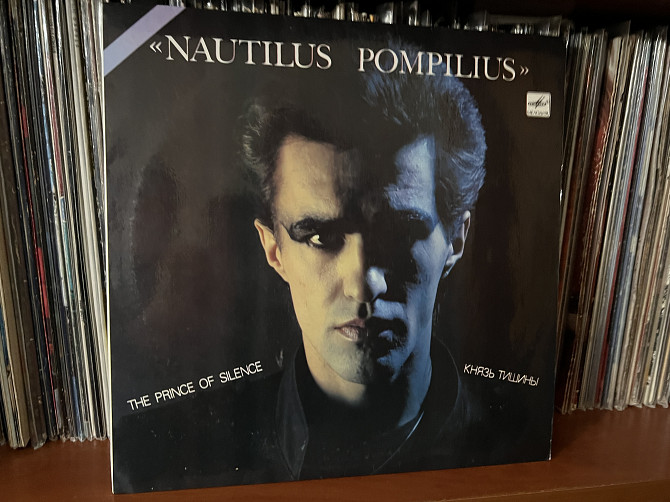 «NAUTILUS POMPILIUS»
THE PRINCE OF SILENCE
КНЯЗЬ ТИШИНЫ